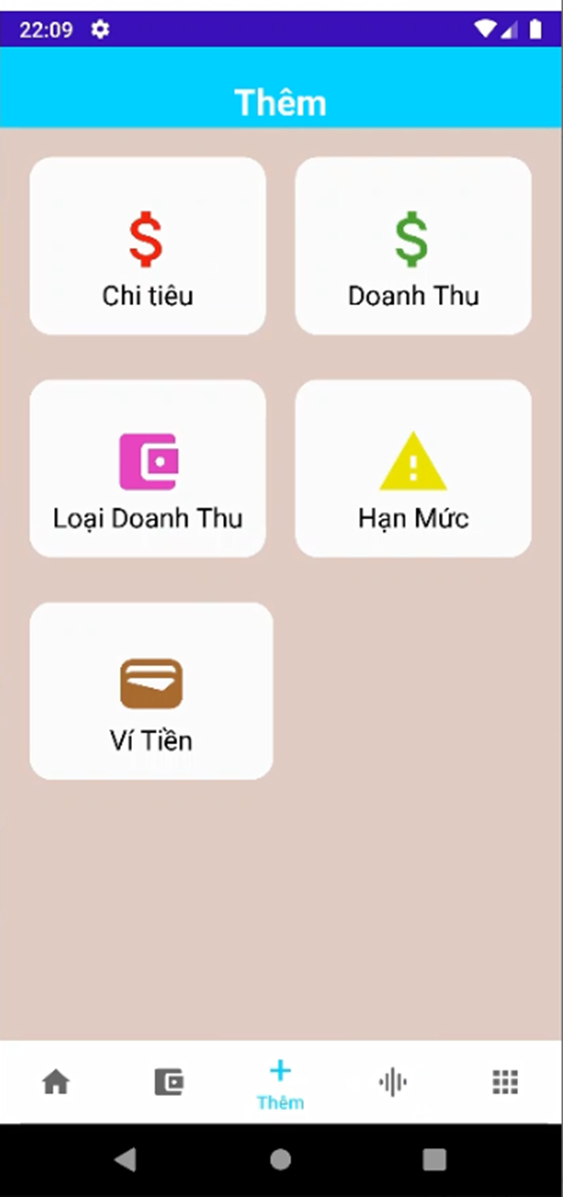 22:09
Thêm
Chi tiêu
Doanh Thu
Loại Doanh Thu
Hạn Mức
Ví Tiền
Thêm